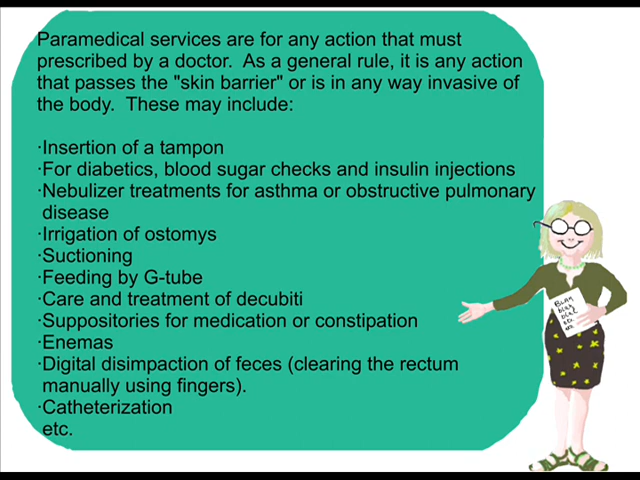 Paramedical services are for any action that must
prescribed by a doctor.  As a general rule, it is any action
that passes the "skin barrier" or is in any way invasive of
the body.  These may include:
·Insertion of a tampon
·For diabetics, blood sugar checks and insulin injections
·Nebulizer treatments for asthma or obstructive pulmonary
disease
·Irrigation of ostomys
·Suctioning
·Feeding by G-tube
·Care and treatment of decubiti
·Suppositories for medication or constipation
·Enemas
·Digital disimpaction of feces (clearing the rectum
manually using fingers).
·Catheterization
etc.
BLAH